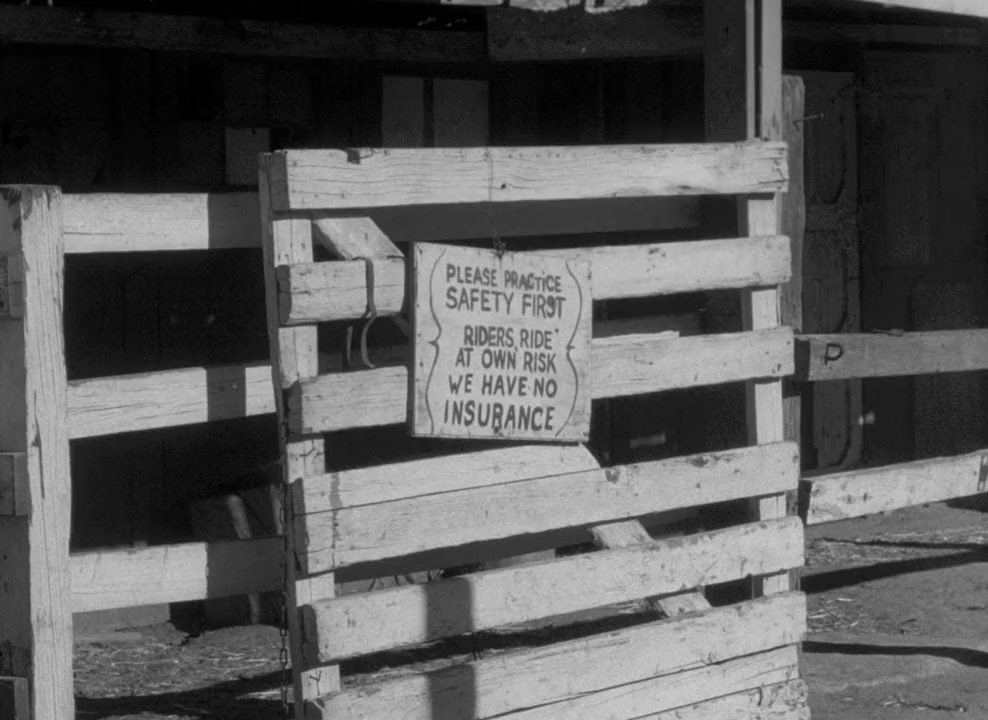 PLEASE PRACTICE
SAFETY FIRST
RIDERS RIDE
AT OWN RISK
WE HAVE NO
INSURANCE
P